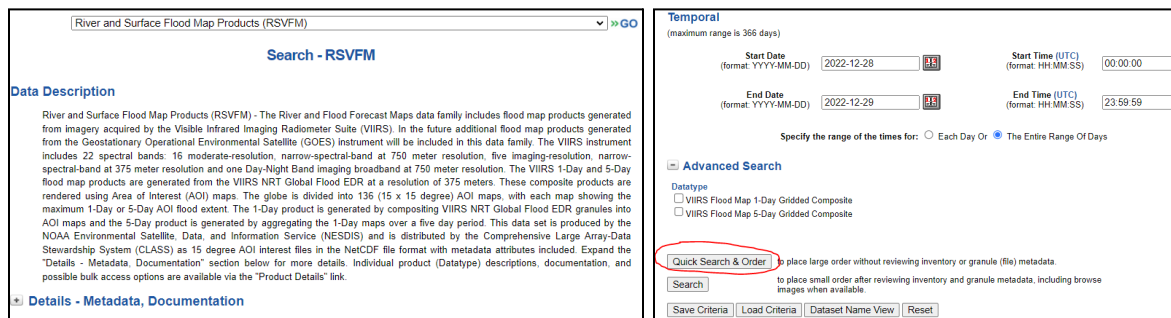 River and Surface Flood Map Products (RSVFM)
»GO
Search - RSVFM
Data Description
River and Surface Flood Map Products (RSVFM) - The River and Flood Forecast Maps data family includes flood map products generated
from imagery acquired by the Visible Infrared Imaging Radiometer Suite (VIIRS). In the future additional flood map products generated
from the Geostationary Operational Environmental Satellite (GOES) instrument will be included in this data family. The VIIRS instrument
includes 22 spectral bands: 16 moderate-resolution, narrow-spectral-band at 750 meter resolution, five imaging-resolution, narrow-
spectral-band at 375 meter resolution and one Day-Night Band imaging broadband at 750 meter resolution. The VIIRS 1-Day and 5-Day
flood map products are generated from the VIIRS NRT Global Flood EDR at a resolution of 375 meters. These composite products are
rendered using Area of Interest (AOI) maps. The globe is divided into 136 (15 x 15 degree) AOI maps, with each map showing the
maximum 1-Day or 5-Day AOI flood extent. The 1-Day product is generated by compositing VIIRS NRT Global Flood EDR granules into
AOI maps and the 5-Day product is generated by aggregating the 1-Day maps over a five day period. This data set is produced by the
NOAA Environmental Satellite, Data, and Information Service (NESDIS) and is distributed by the Comprehensive Large Array-Data
Stewardship System (CLASS) as 15 degree AOI interest files in the NetCDF file format with metadata attributes included. Expand the
"Details - Metadata, Documentation" section below for more details. Individual product (Datatype) descriptions, documentation, and
possible bulk access options are available via the "Product Details" link.
Details - Metadata, Documentation
Temporal
(maximum range is 366 days)
Start Date
(format: YYYY-MM-DD)
2022-12-28
Start Time (UTC)
(format: HH:MM:SS)
00:00:00
End Date
(format: YYYY-MM-DD)
2022-12-29
End Time (UTC)
(format: HH:MM:SS)
23:59:59
Specify the range of the times for: Each Day Or The Entire Range Of Days
Advanced Search
Datatype
VIIRS Flood Map 1-Day Gridded Composite
VIIRS Flood Map 5-Day Gridded Composite
Quick Search & Order to place large order without reviewing inventory or granule (file) metadata.
Search to place small order after reviewing inventory and granule metadata, including browse
images when available.
Save Criteria Load Criteria Dataset Name View Reset